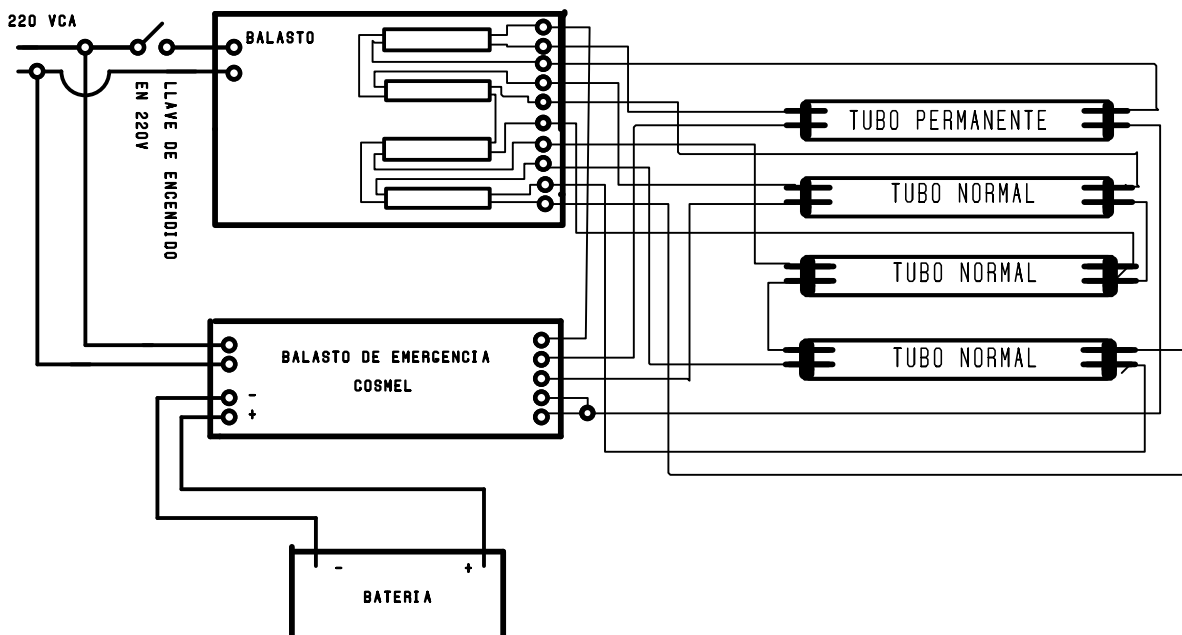 220 VCA
BALASTO
LLAVE DE ENCENDIDO
EN 220V
TUBO PERMANENTE
TUBO NORMAL
TUBO NORMAL
TUBO NORMAL
BALASTO DE EMERGENCIA
COSMEL
-
+
-
+
BATERIA